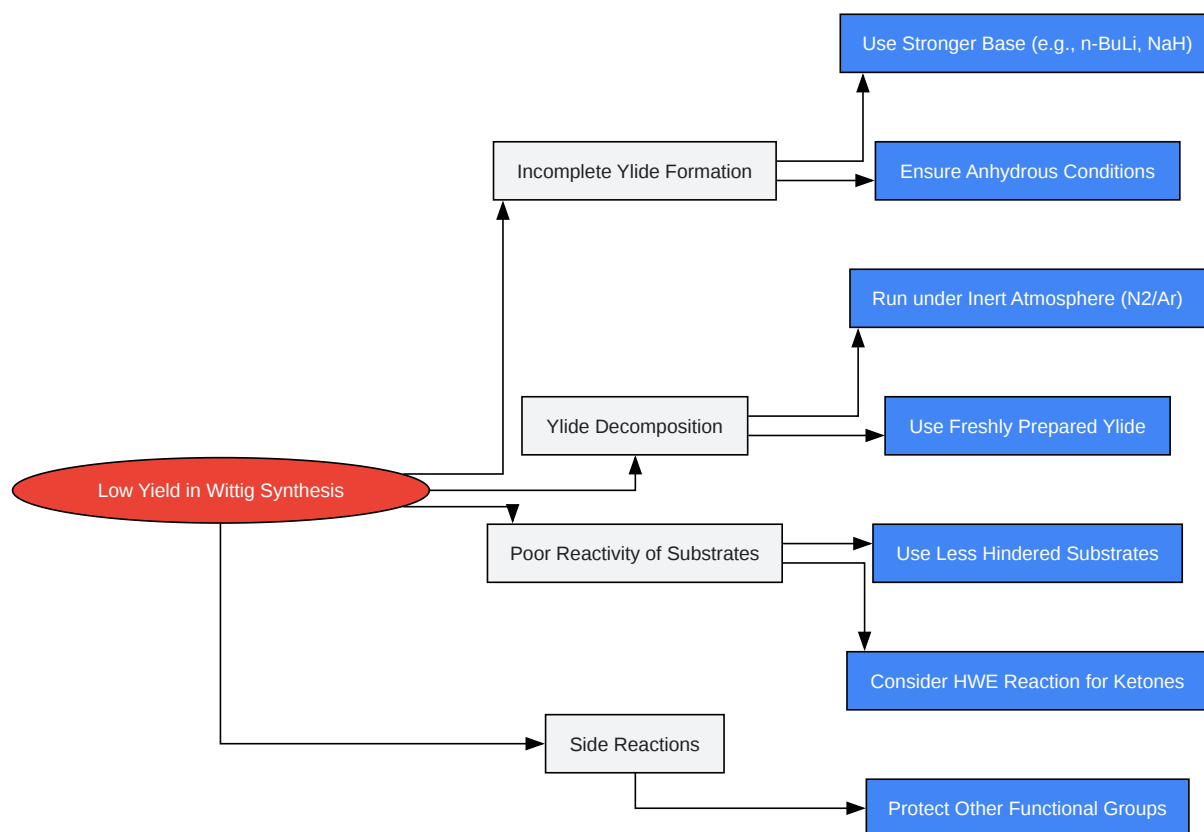 Use Stronger Base (e.g., n-BuLi, NaH)
Incomplete Ylide Formation
Ensure Anhydrous Conditions
Run under Inert Atmosphere (N2/Ar)
Ylide Decomposition
Use Freshly Prepared Ylide
Low Yield in Wittig Synthesis
Poor Reactivity of Substrates
Use Less Hindered Substrates
Consider HWE Reaction for Ketones
Side Reactions
Protect Other Functional Groups